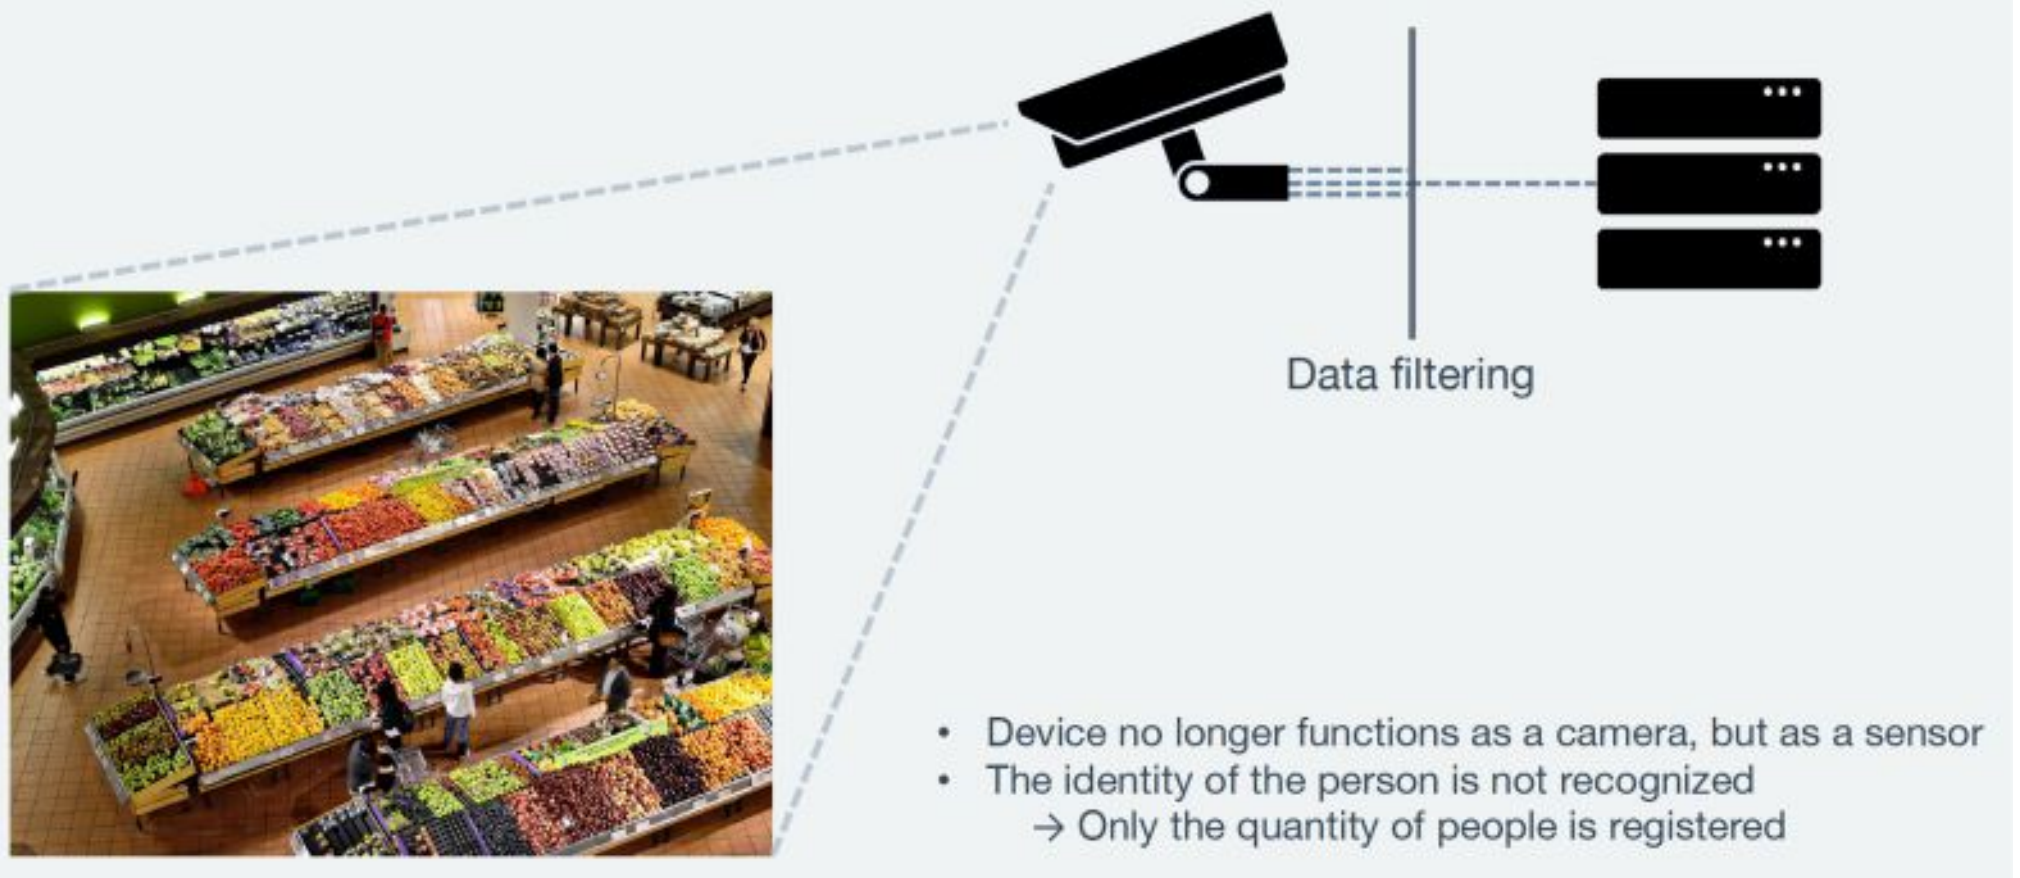 Data filtering
• Device no longer functions as a camera, but as a sensor
• The identity of the person is not recognized
→ Only the quantity of people is registered